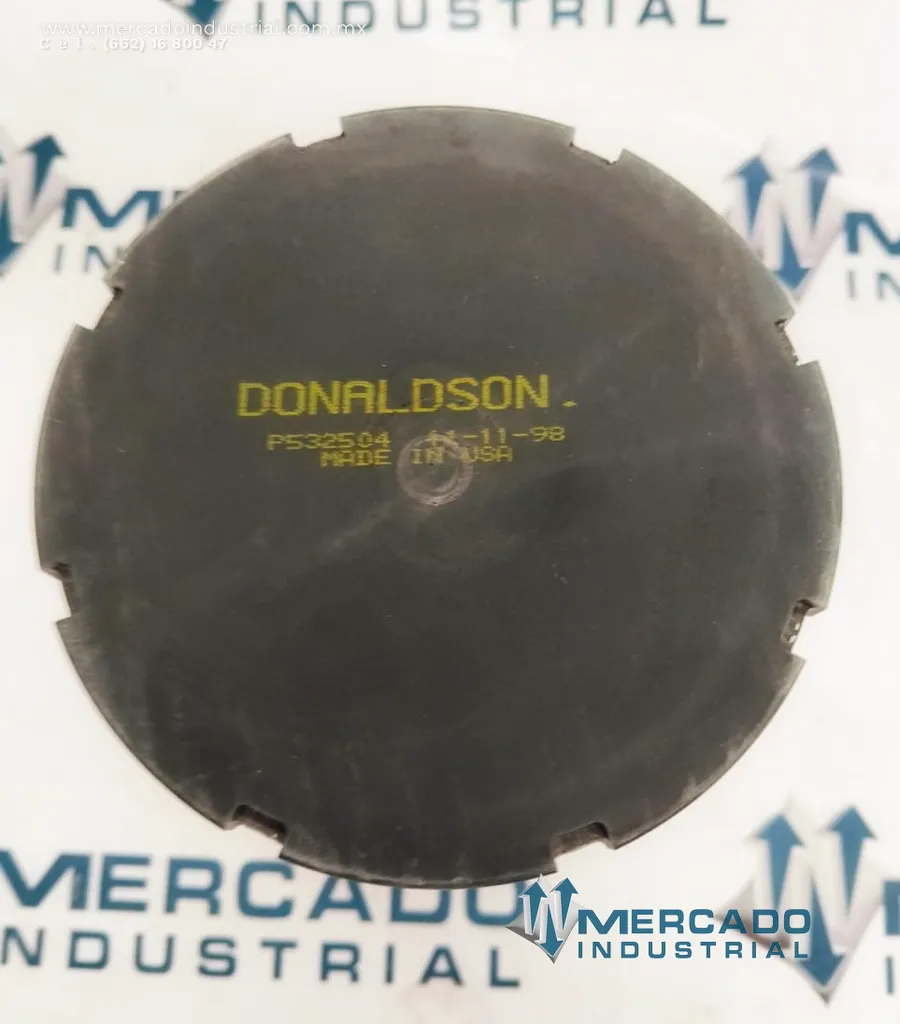 INDUSTRIAL
www.mercadoindustrial.com.mx
Cel. (662) 16 800 47
DONALDSON.
P532504 11-11-98
MADE IN USA
MERCADO
INDUSTRIAL
MERCADO
INDUSTRIAL